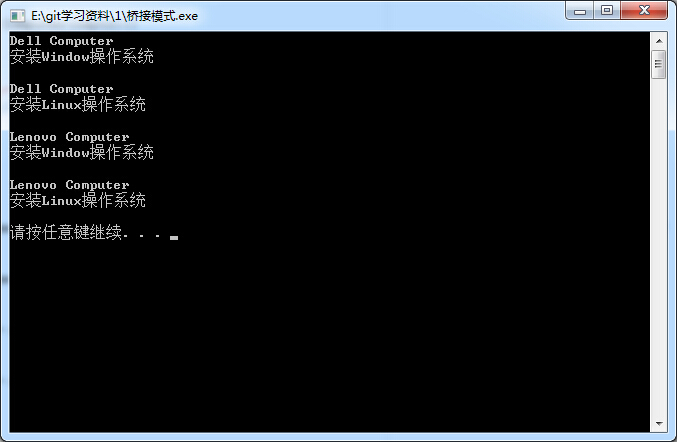 E:\git学习资料\1\桥接模式.exe
Dell Computer
安装Window操作系统
Dell Computer
安装Linux操作系统
Lenovo Computer
安装Window操作系统
Lenovo Computer
安装Linux操作系统
请按任意键继续. . .